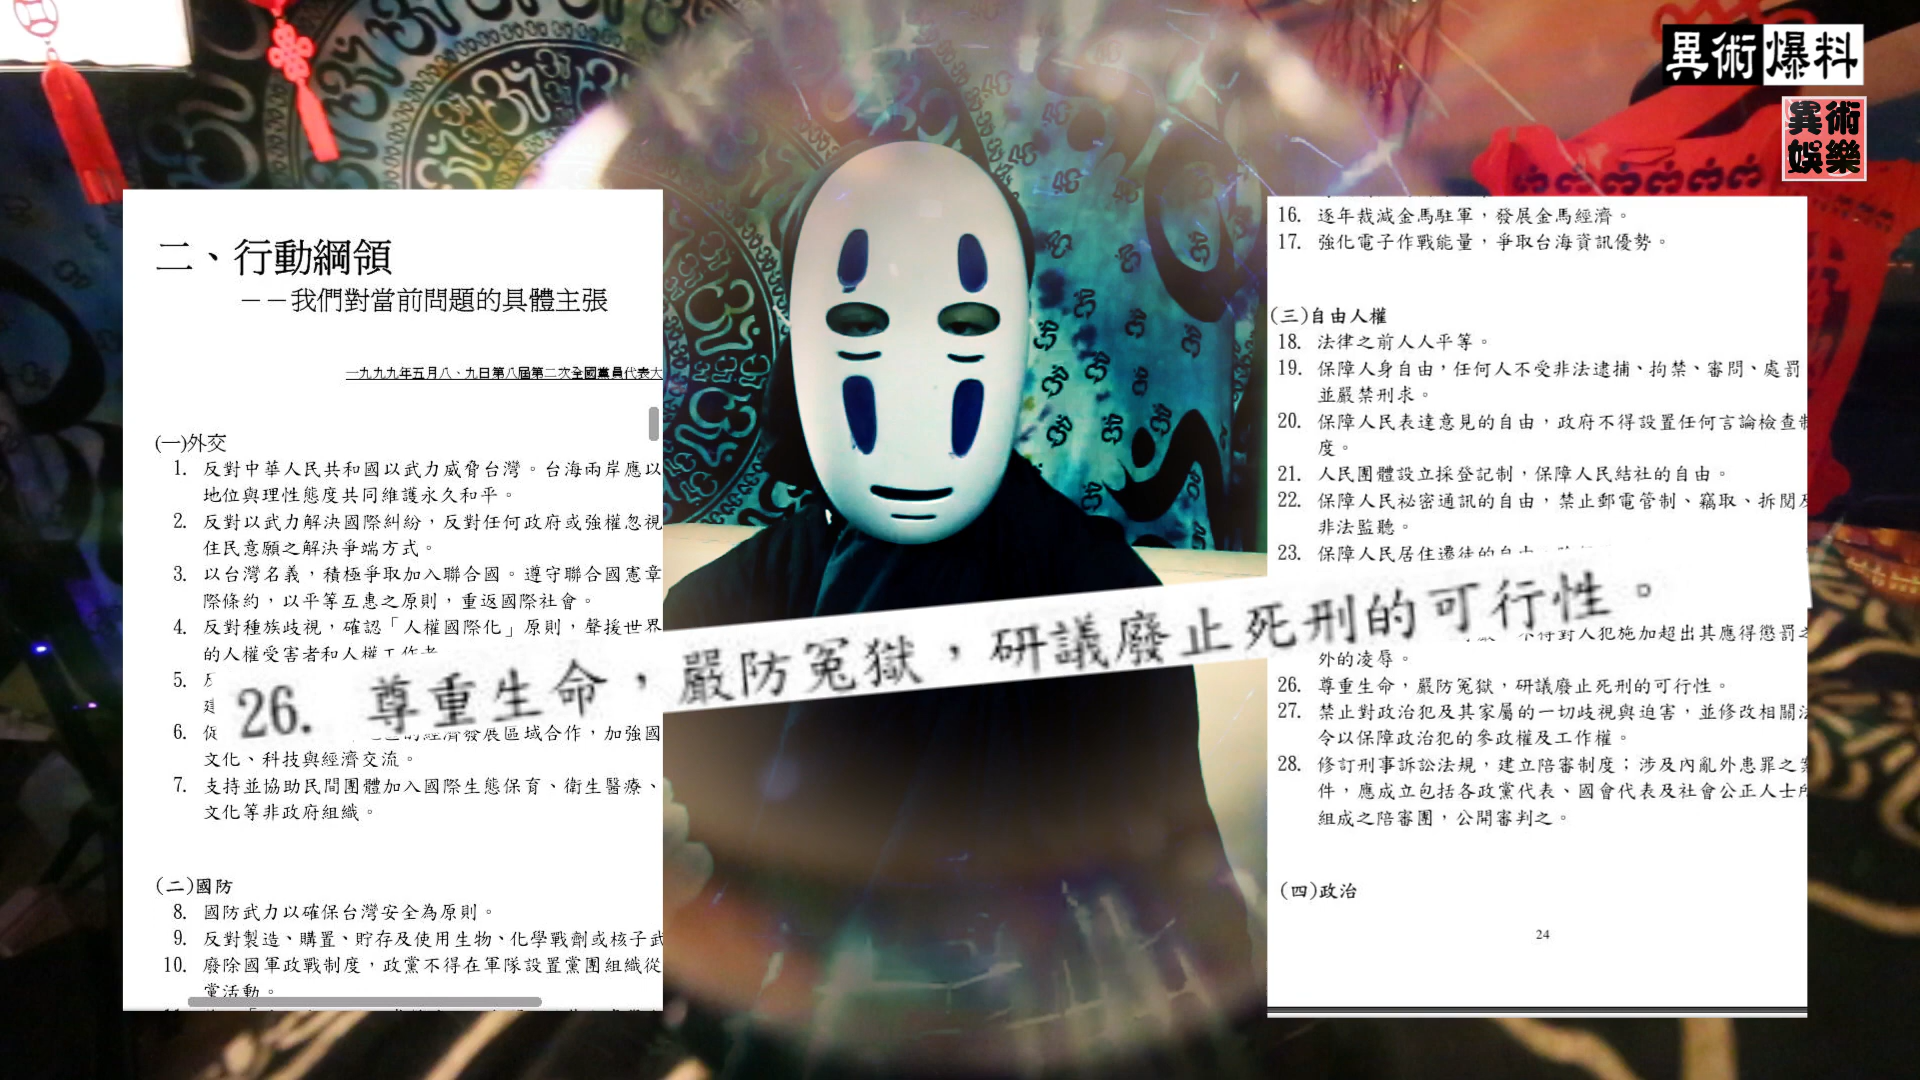 異術爆料
異術
娛樂
二、行動綱領
－－我們對當前問題的具體主張
一九九九年五月八、九日第八屆第二次全國黨員代表大
(一)外交
1. 反對中華人民共和國以武力威脅台灣。台海兩岸應以
地位與理性態度共同維護永久和平。
2. 反對以武力解決國際糾紛，反對任何政府或強權忽視
住民意願之解決爭端方式。
3. 以台灣名義，積極爭取加入聯合國。遵守聯合國憲章
際條約，以平等互惠之原則，重返國際社會。
4. 反對種族歧視，確認「人權國際化」原則，聲援世界
的人權受害者和人權工作者
5.
6.
的經濟發展區域合作，加強國
文化、科技與經濟交流。
7. 支持並協助民間團體加入國際生態保育、衛生醫療、
文化等非政府組織。
(二)國防
8. 國防武力以確保台灣安全為原則。
9. 反對製造、購置、貯存及使用生物、化學戰劑或核子武
10. 廢除國軍政戰制度，政黨不得在軍隊設置黨團組織從
黨活動。
26. 尊重生命，嚴防冤獄，研議廢止死刑的可行性。
16. 逐年裁減金馬駐軍，發展金馬經濟。
17. 強化電子作戰能量，爭取台海資訊優勢。
(三)自由人權
18. 法律之前人人平等。
19. 保障人身自由，任何人不受非法逮捕、拘禁、審問、處罰
並嚴禁刑求。
20. 保障人民表達意見的自由，政府不得設置任何言論檢查制
度。
21. 人民團體設立採登記制，保障人民結社的自由。
22. 保障人民秘密通訊的自由，禁止郵電管制、竊取、拆閱及
非法監聽。
23. 保障人民居住遷徒的自由
不得對人犯施加超出其應得懲罰之
外的凌辱。
26. 尊重生命，嚴防冤獄，研議廢止死刑的可行性。
27. 禁止對政治犯及其家屬的一切歧視與迫害，並修改相關法
令以保障政治犯的參政權及工作權。
28. 修訂刑事訴訟法規，建立陪審制度；涉及內亂外患罪之案
件，應成立包括各政黨代表、國會代表及社會公正人士所
組成之陪審團，公開審判之。
(四)政治
24